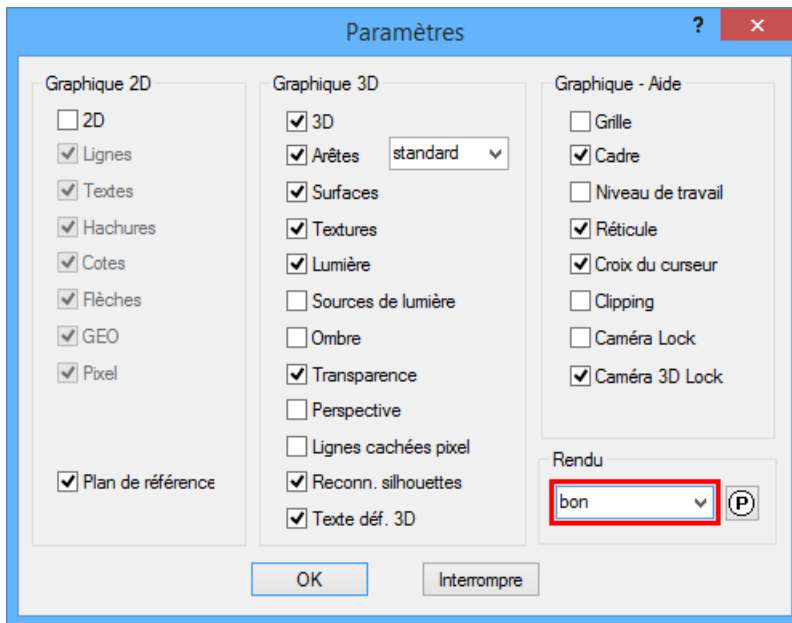 Paramètres
?
Graphique 2D
2D
Lignes
Textes
Hachures
Cotes
Flèches
GEO
Pixel
Plan de référence
Graphique 3D
3D
Arêtes standard
Surfaces
Textures
Lumière
Sources de lumière
Ombre
Transparence
Perspective
Lignes cachées pixel
Reconn. silhouettes
Texte déf. 3D
Graphique - Aide
Grille
Cadre
Niveau de travail
Réticule
Croix du curseur
Clipping
Caméra Lock
Caméra 3D Lock
Rendu
bon P
OK Interrompre